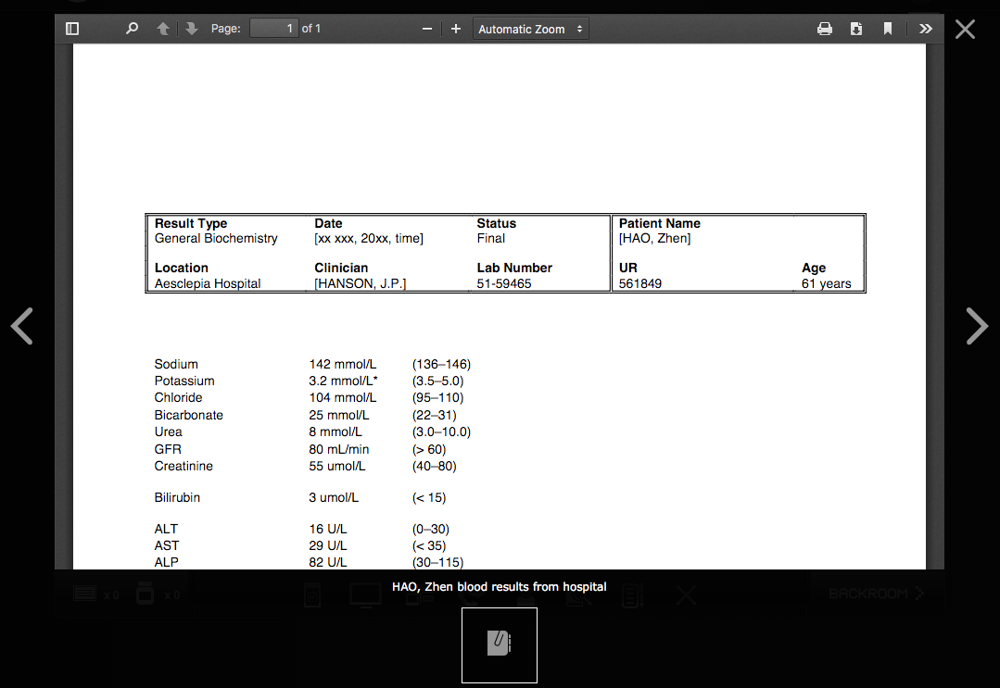 Page: 1 of 1 Automatic Zoom
Result Type Date Status Patient Name
General Biochemistry [xx xxx, 20xx, time] Final [HAO, Zhen]
Location Clinician Lab Number UR Age
Aesclepia Hospital [HANSON, J.P.] 51-59465 561849 61 years
Sodium 142 mmol/L (136–146)
Potassium 3.2 mmol/L* (3.5–5.0)
Chloride 104 mmol/L (95–110)
Bicarbonate 25 mmol/L (22–31)
Urea 8 mmol/L (3.0–10.0)
GFR 80 mL/min (> 60)
Creatinine 55 umol/L (40–80)
Bilirubin 3 umol/L (< 15)
ALT 16 U/L (0–30)
AST 29 U/L (< 35)
ALP 82 U/L (30–115)
HAO, Zhen blood results from hospital
x 0 x 0 BACKROOM